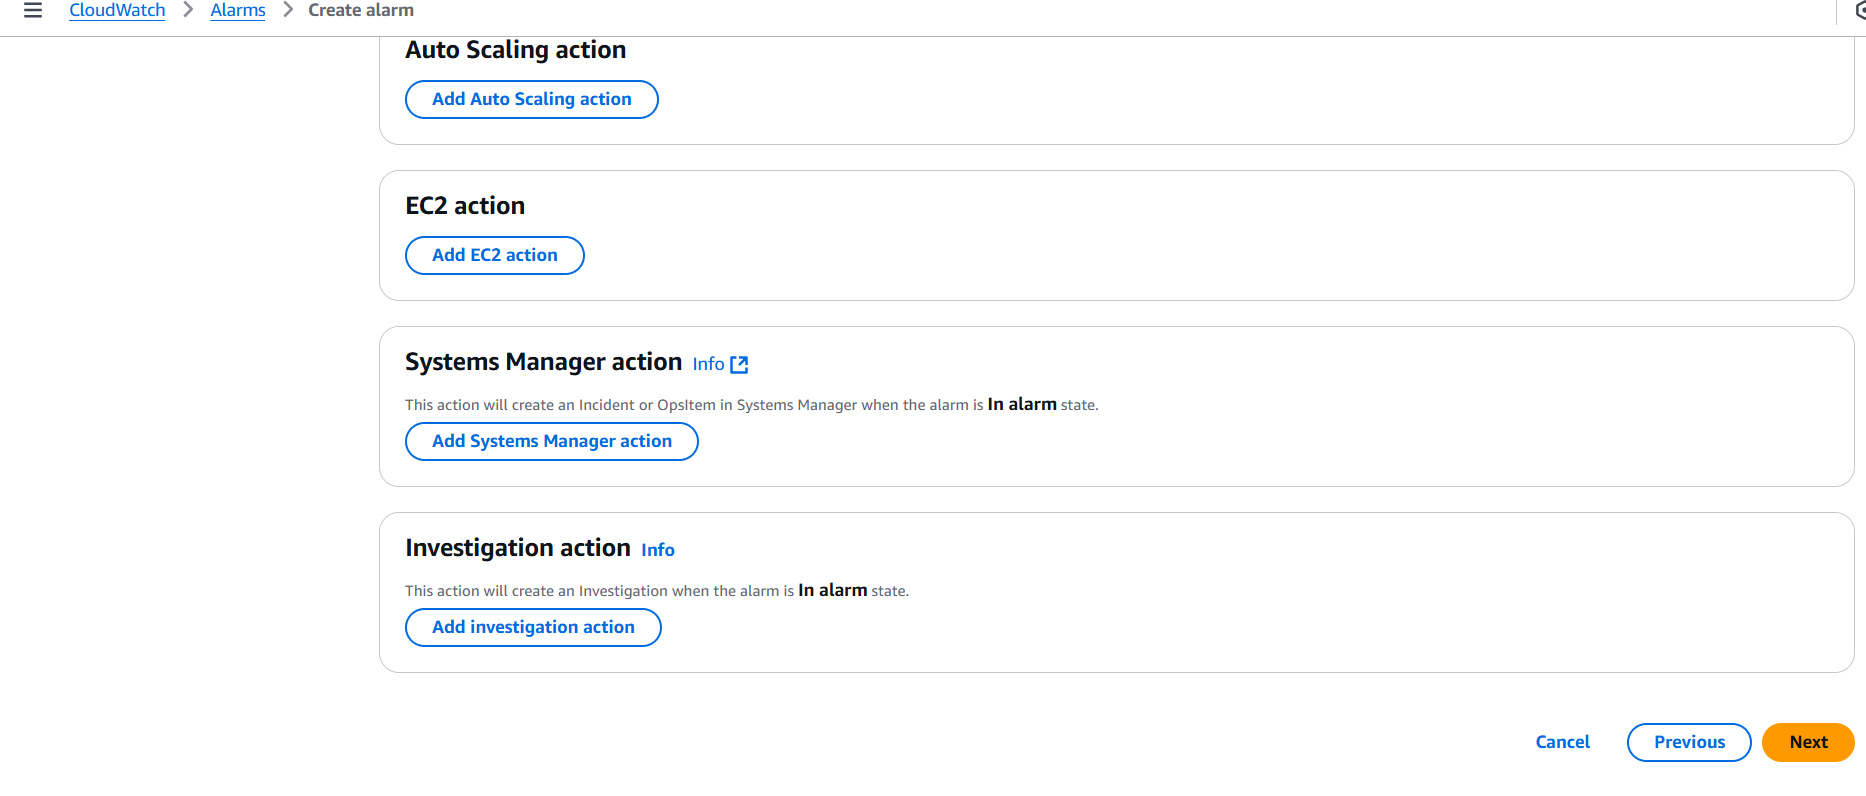 CloudWatch > Alarms > Create alarm
Auto Scaling action
Add Auto Scaling action
EC2 action
Add EC2 action
Systems Manager action Info
This action will create an Incident or OpsItem in Systems Manager when the alarm is In alarm state.
Add Systems Manager action
Investigation action Info
This action will create an Investigation when the alarm is In alarm state.
Add investigation action
Cancel Previous Next